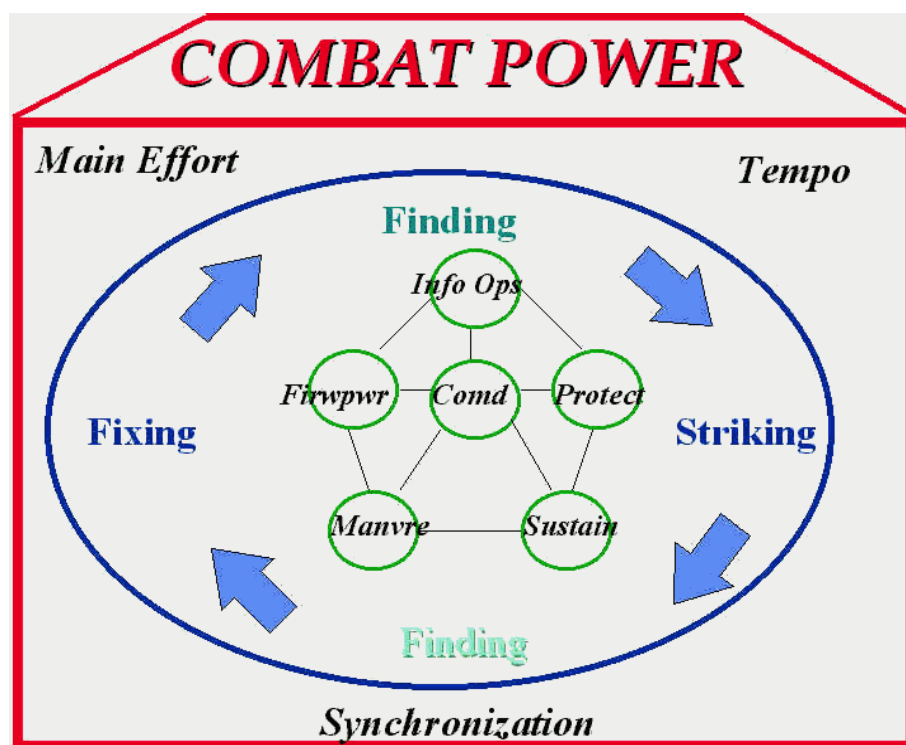 COMBAT POWER
Main Effort
Tempo
Finding
Info Ops
Firwpwr
Comd
Protect
Fixing
Striking
Manvre
Sustain
Finding
Synchronization